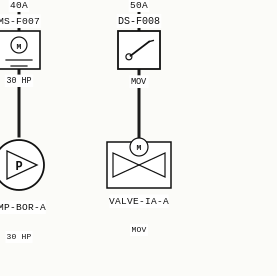 40A
MS-F007
M
30 HP
P
MP-BOR-A
30 HP
50A
DS-F008
MOV
M
VALVE-IA-A
MOV